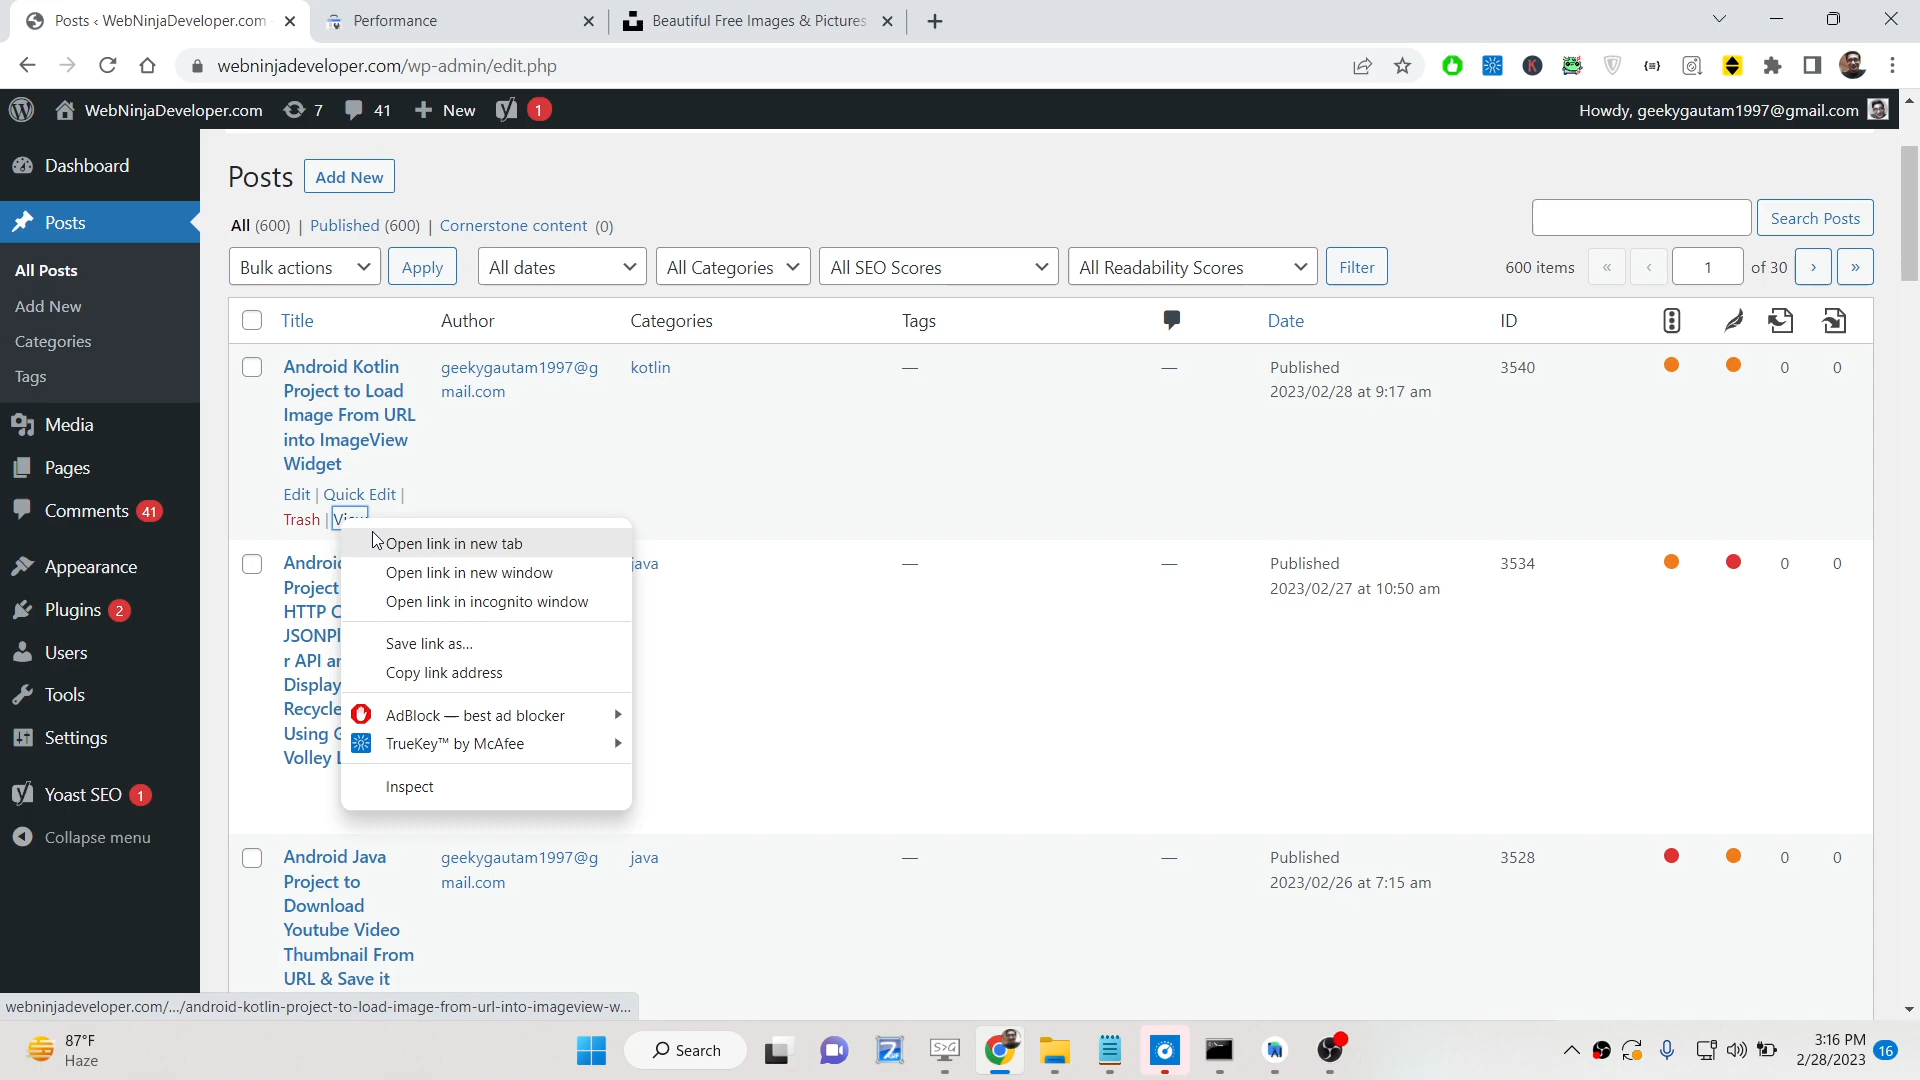 Posts ‹ WebNinjaDeveloper.com
Performance
Beautiful Free Images & Pictures
webninjadeveloper.com/wp-admin/edit.php
WebNinjaDeveloper.com
7
41
New
1
Howdy, geekygautam1997@gmail.com
Dashboard
Posts
All Posts
Add New
Categories
Tags
Media
Pages
Comments 41
Appearance
Plugins 2
Users
Tools
Settings
Yoast SEO 1
Collapse menu
Posts
Add New
All (600) | Published (600) | Cornerstone content (0)
Search Posts
Bulk actions
Apply
All dates
All Categories
All SEO Scores
All Readability Scores
Filter
600 items
«
‹
1
of 30
›
»
Title
Author
Categories
Tags
Date
ID
Android Kotlin
Project to Load
Image From URL
into ImageView
Widget
Edit | Quick Edit |
Trash | View
geekygautam1997@g
mail.com
kotlin
—
—
Published
2023/02/28 at 9:17 am
3540
0
0
Project
HTTP
JSONPl
r API
Display
Recycle
Using
Volley
java
—
—
Published
2023/02/27 at 10:50 am
3534
0
0
Open link in new tab
Open link in new window
Open link in incognito window
Save link as...
Copy link address
AdBlock — best ad blocker
TrueKey™ by McAfee
Inspect
Android Java
Project to
Download
Youtube Video
Thumbnail From
URL & Save it
geekygautam1997@g
mail.com
java
—
—
Published
2023/02/26 at 7:15 am
3528
0
0
webninjadeveloper.com/.../android-kotlin-project-to-load-image-from-url-into-imageview-w...
87°F
Haze
Search
3:16 PM
2/28/2023
16